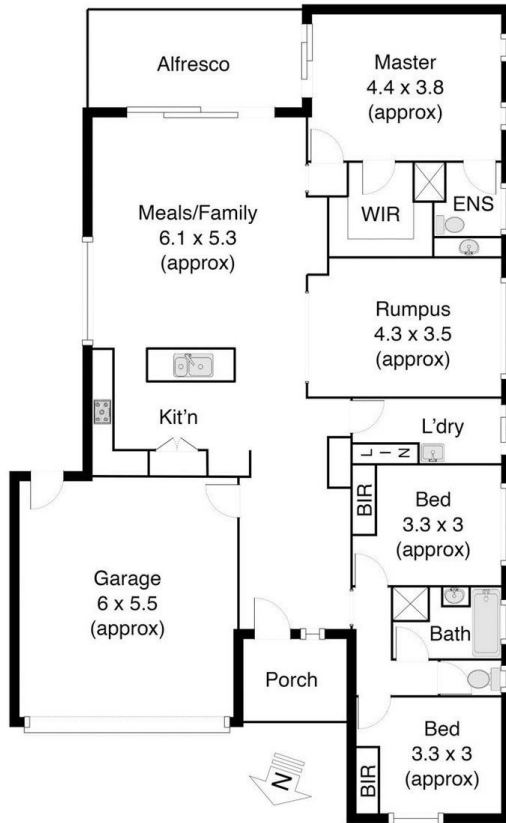 Alfresco
Master
4.4 x 3.8
(approx)
Meals/Family
6.1 x 5.3
(approx)
WIR
ENS
Rumpus
4.3 x 3.5
(approx)
Kit'n
L'dry
L I N
BIR
Bed
3.3 x 3
(approx)
Garage
6 x 5.5
(approx)
Bath
Porch
Bed
3.3 x 3
(approx)
BIR
N